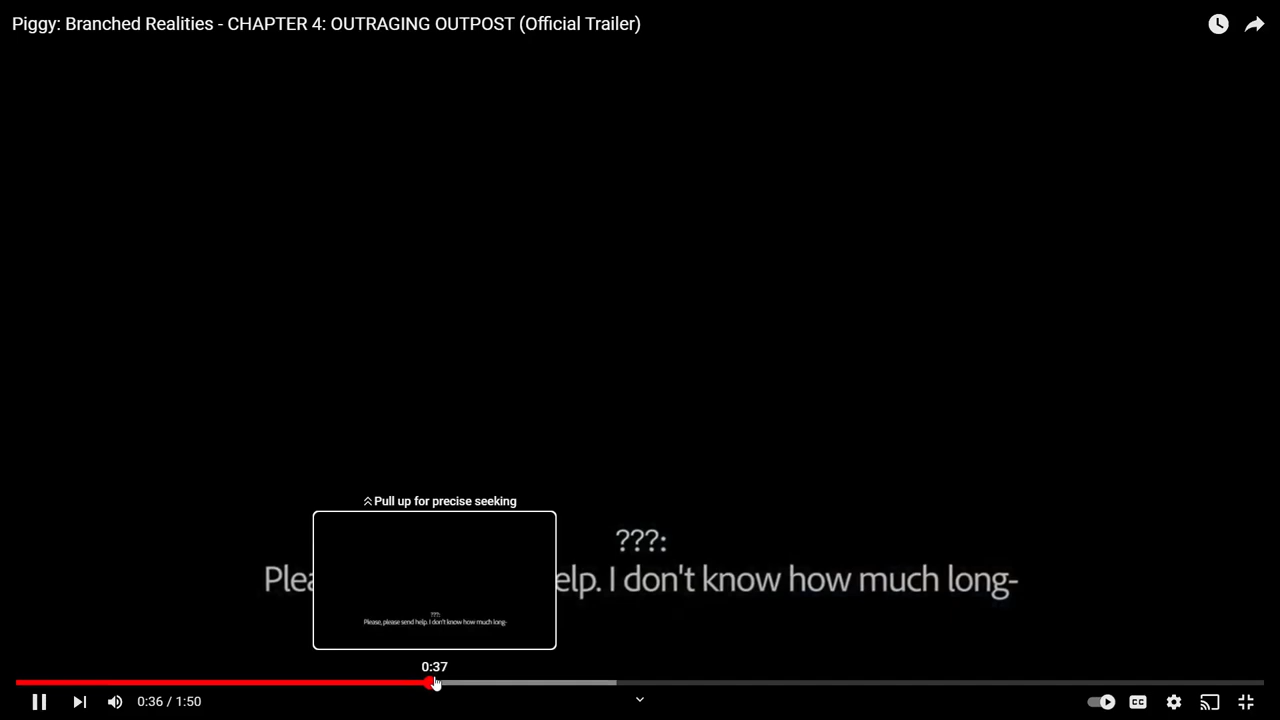 Piggy: Branched Realities - CHAPTER 4: OUTRAGING OUTPOST (Official Trailer)
Pull up for precise seeking
???:
Plea elp. I don't know how much long-
???:
Please, please send help. I don't know how much long-
0:37
0:36 / 1:50
CC